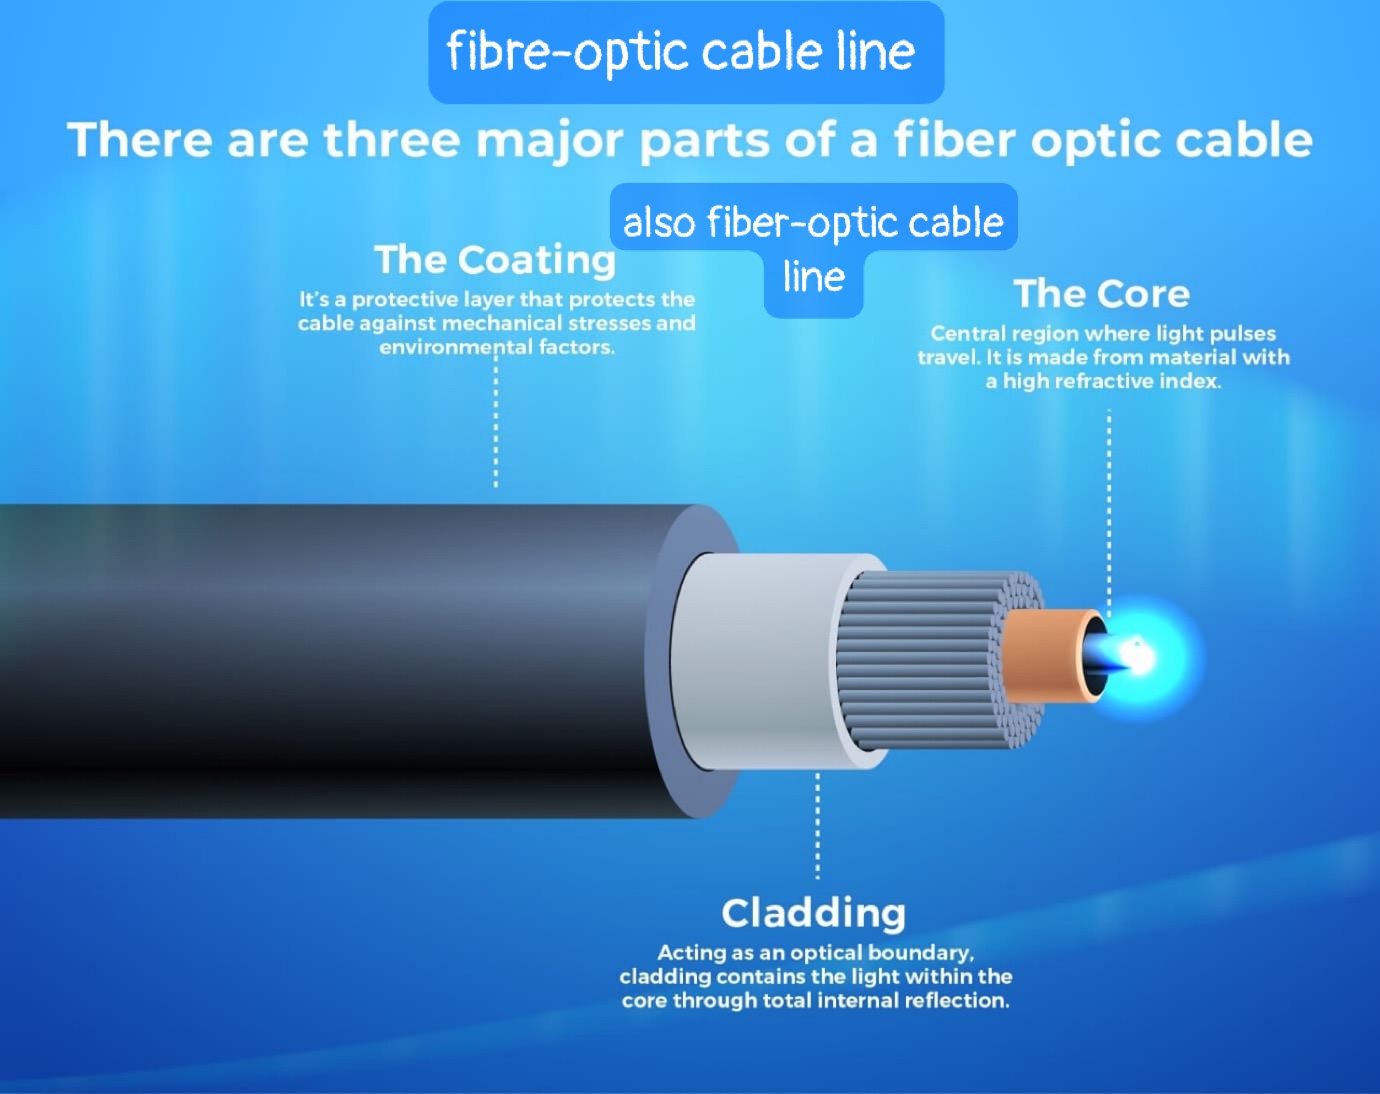 fibre-optic cable line
There are three major parts of a fiber optic cable
also fiber-optic cable
line
The Coating
It's a protective layer that protects the
cable against mechanical stresses and
environmental factors.
The Core
Central region where light pulses
travel. It is made from material with
a high refractive index.
Cladding
Acting as an optical boundary,
cladding contains the light within the
core through total internal reflection.